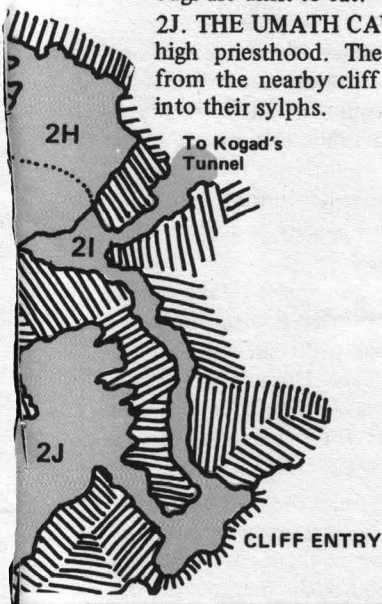 2J. THE UMATH CAV
high priesthood. The
from the nearby cliff
into their sylphs.
2H
To Kogad's
Tunnel
2I
2J
CLIFF ENTRY